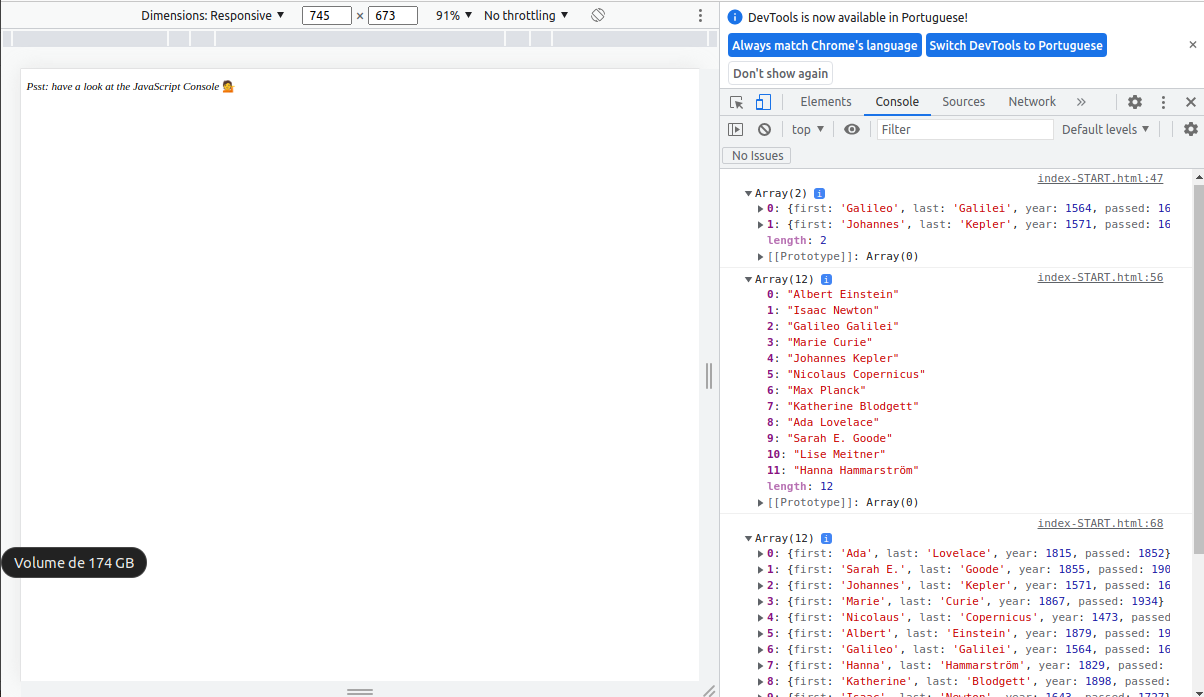 Dimensions: Responsive ▼ 745 × 673 91% ▼ No throttling ▼
Psst: have a look at the JavaScript Console 💁
Volume de 174 GB
DevTools is now available in Portuguese!
Always match Chrome's language Switch DevTools to Portuguese
Don't show again
Elements Console Sources Network »
top ▼ Filter Default levels ▼
No Issues
index-START.html:47
▼Array(2) i
▶0: {first: 'Galileo', last: 'Galilei', year: 1564, passed: 16
▶1: {first: 'Johannes', last: 'Kepler', year: 1571, passed: 16
length: 2
▶[[Prototype]]: Array(0)
index-START.html:56
▼Array(12) i
0: "Albert Einstein"
1: "Isaac Newton"
2: "Galileo Galilei"
3: "Marie Curie"
4: "Johannes Kepler"
5: "Nicolaus Copernicus"
6: "Max Planck"
7: "Katherine Blodgett"
8: "Ada Lovelace"
9: "Sarah E. Goode"
10: "Lise Meitner"
11: "Hanna Hammarström"
length: 12
▶[[Prototype]]: Array(0)
index-START.html:68
▼Array(12) i
▶0: {first: 'Ada', last: 'Lovelace', year: 1815, passed: 1852}
▶1: {first: 'Sarah E.', last: 'Goode', year: 1855, passed: 190
▶2: {first: 'Johannes', last: 'Kepler', year: 1571, passed: 16
▶3: {first: 'Marie', last: 'Curie', year: 1867, passed: 1934}
▶4: {first: 'Nicolaus', last: 'Copernicus', year: 1473, passed
▶5: {first: 'Albert', last: 'Einstein', year: 1879, passed: 19
▶6: {first: 'Galileo', last: 'Galilei', year: 1564, passed: 16
▶7: {first: 'Hanna', last: 'Hammarström', year: 1829, passed:
▶8: {first: 'Katherine', last: 'Blodgett', year: 1898, passed:
▶9: {first: 'Isaac', last: 'Newton', year: 1643, passed: 1727}